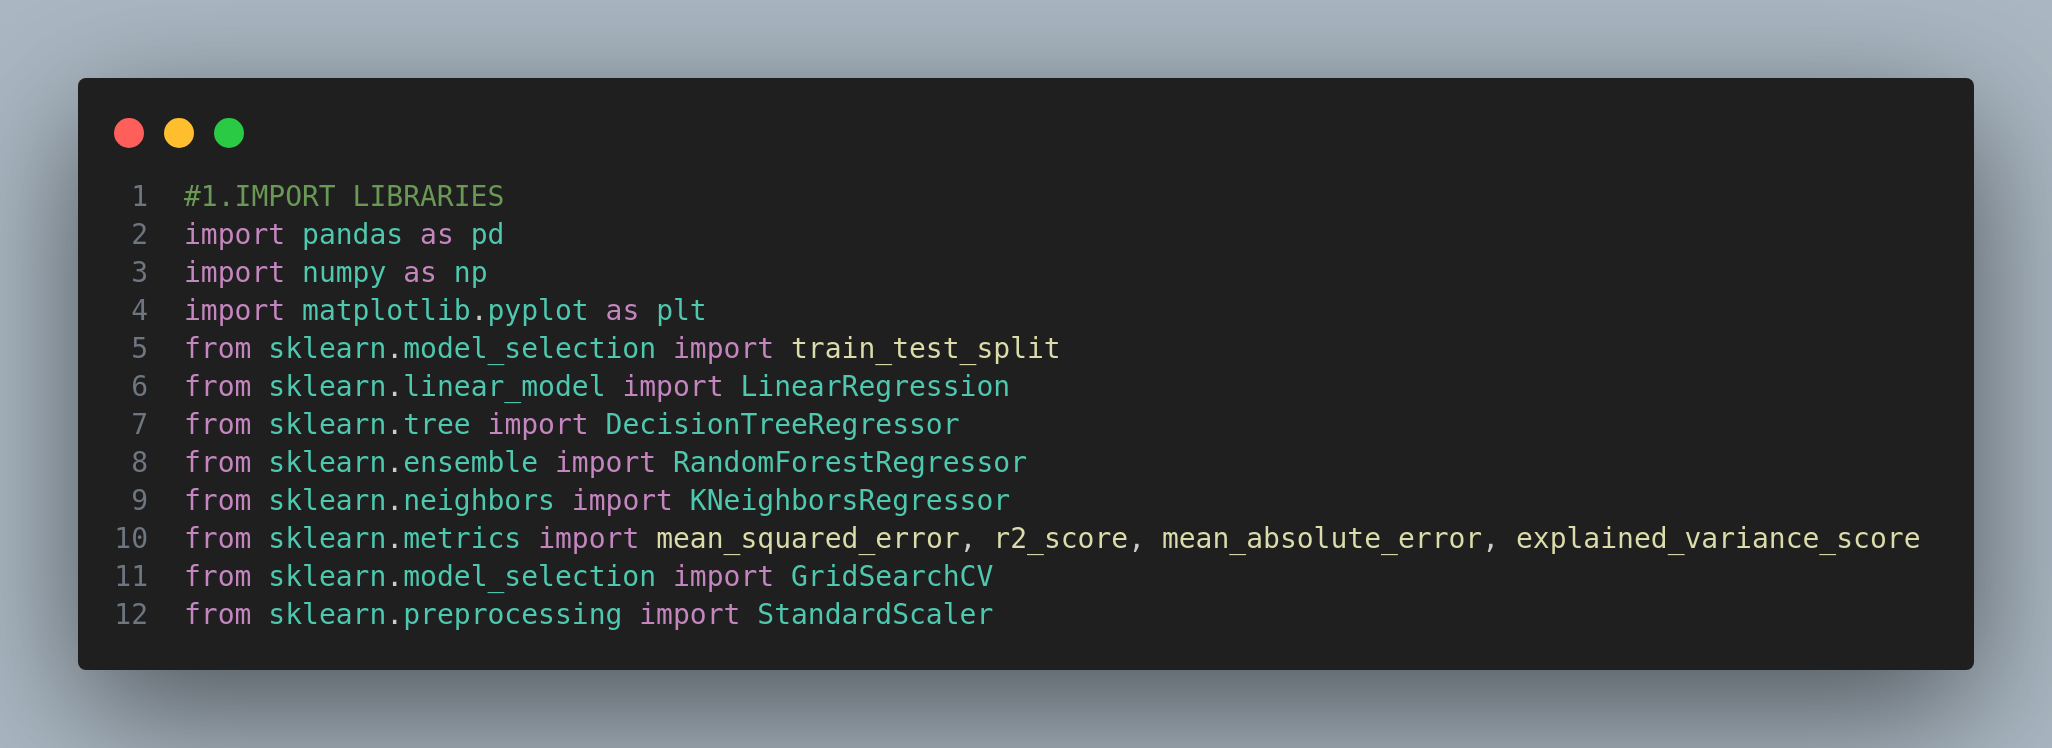 1 #1.IMPORT LIBRARIES
2 import pandas as pd
3 import numpy as np
4 import matplotlib.pyplot as plt
5 from sklearn.model_selection import train_test_split
6 from sklearn.linear_model import LinearRegression
7 from sklearn.tree import DecisionTreeRegressor
8 from sklearn.ensemble import RandomForestRegressor
9 from sklearn.neighbors import KNeighborsRegressor
10 from sklearn.metrics import mean_squared_error, r2_score, mean_absolute_error, explained_variance_score
11 from sklearn.model_selection import GridSearchCV
12 from sklearn.preprocessing import StandardScaler